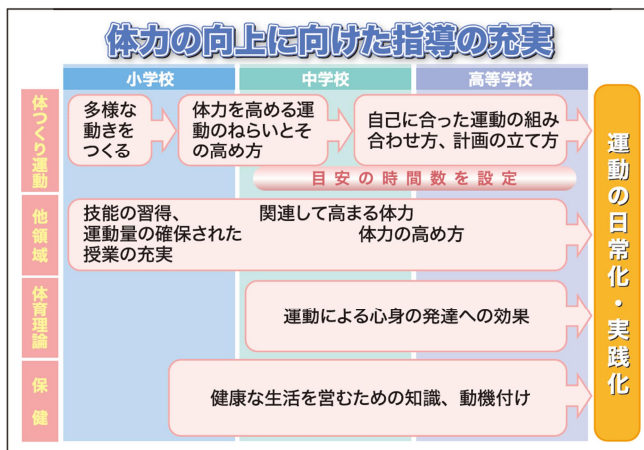 体力の向上に向けた指導の充実
小学校
中学校
高等学校
体つくり運動
多様な
動きを
つくる
体力を高める運
動のねらいとそ
の高め方
自己に合った運動の組み
合わせ方、計画の立て方
目安の時間数を設定
他領域
技能の習得、
運動量の確保された
授業の充実
関連して高まる体力
体力の高め方
体育理論
運動による心身の発達への効果
保健
健康な生活を営むための知識、動機付け
運動の日常化・実践化